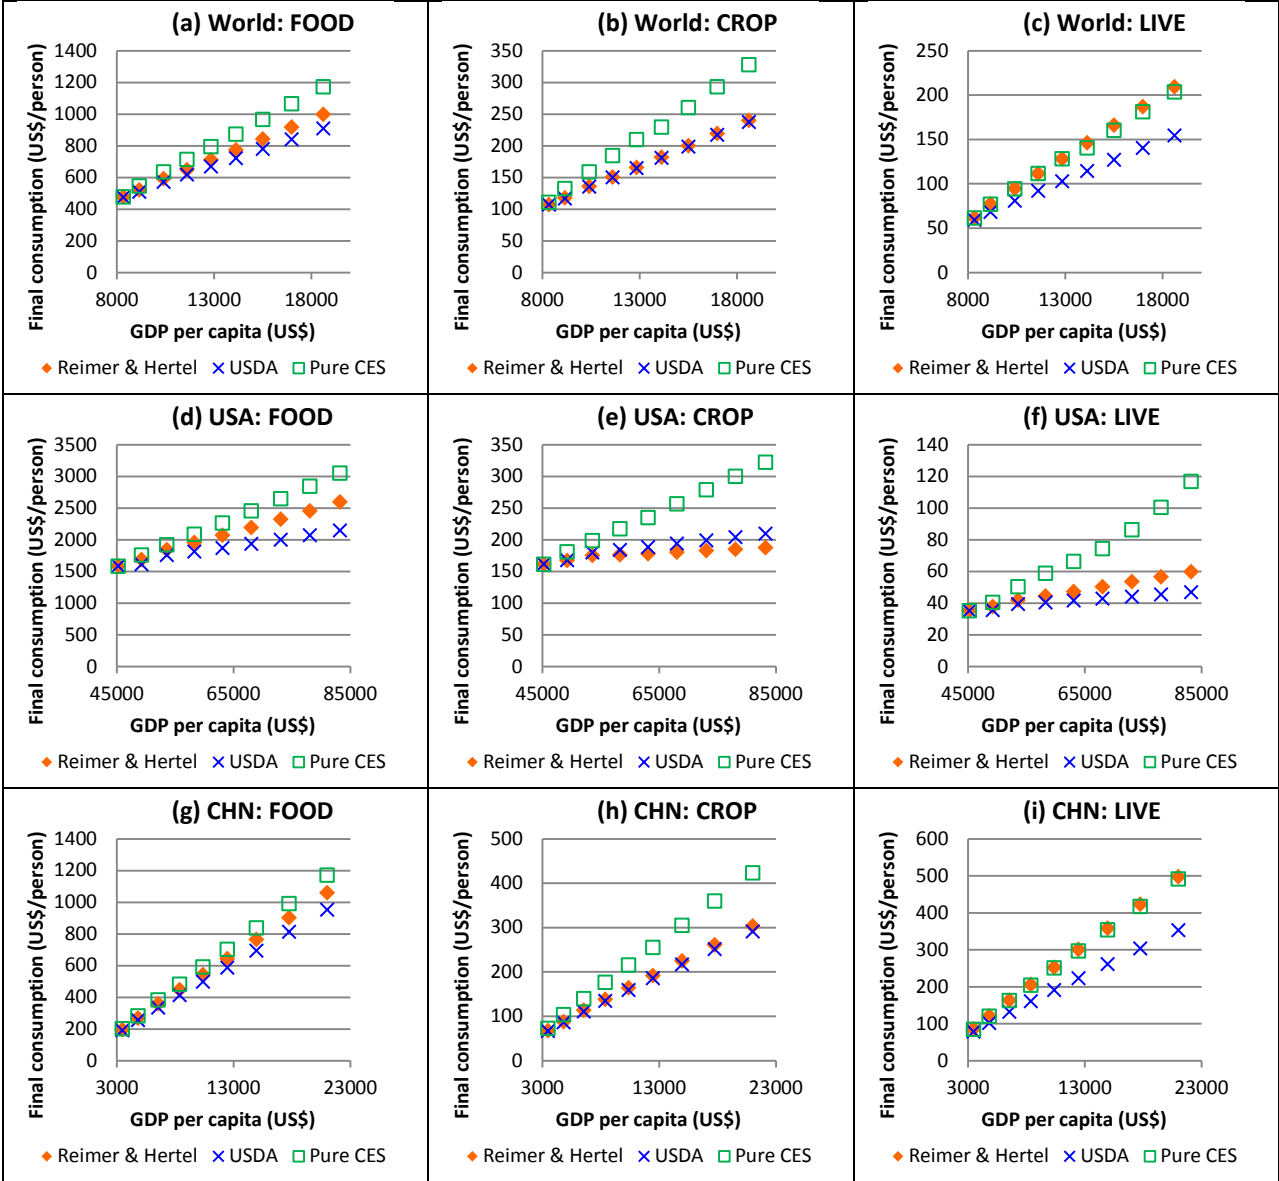 (a) World: FOOD
Final consumption (US$/person)
1400
1200
1000
800
600
400
200
0
8000 13000 18000
GDP per capita (US$)
Reimer & Hertel USDA Pure CES
(b) World: CROP
Final consumption (US$/person)
350
300
250
200
150
100
50
0
8000 13000 18000
GDP per capita (US$)
Reimer & Hertel USDA Pure CES
(c) World: LIVE
Final consumption (US$/person)
250
200
150
100
50
0
8000 13000 18000
GDP per capita (US$)
Reimer & Hertel USDA Pure CES
(d) USA: FOOD
Final consumption (US$/person)
3500
3000
2500
2000
1500
1000
500
0
45000 65000 85000
GDP per capita (US$)
Reimer & Hertel USDA Pure CES
(e) USA: CROP
Final consumption (US$/person)
350
300
250
200
150
100
50
0
45000 65000 85000
GDP per capita (US$)
Reimer & Hertel USDA Pure CES
(f) USA: LIVE
Final consumption (US$/person)
140
120
100
80
60
40
20
0
45000 65000 85000
GDP per capita (US$)
Reimer & Hertel USDA Pure CES
(g) CHN: FOOD
Final consumption (US$/person)
1400
1200
1000
800
600
400
200
0
3000 13000 23000
GDP per capita (US$)
Reimer & Hertel USDA Pure CES
(h) CHN: CROP
Final consumption (US$/person)
500
400
300
200
100
0
3000 13000 23000
GDP per capita (US$)
Reimer & Hertel USDA Pure CES
(i) CHN: LIVE
Final consumption (US$/person)
600
500
400
300
200
100
0
3000 13000 23000
GDP per capita (US$)
Reimer & Hertel USDA Pure CES